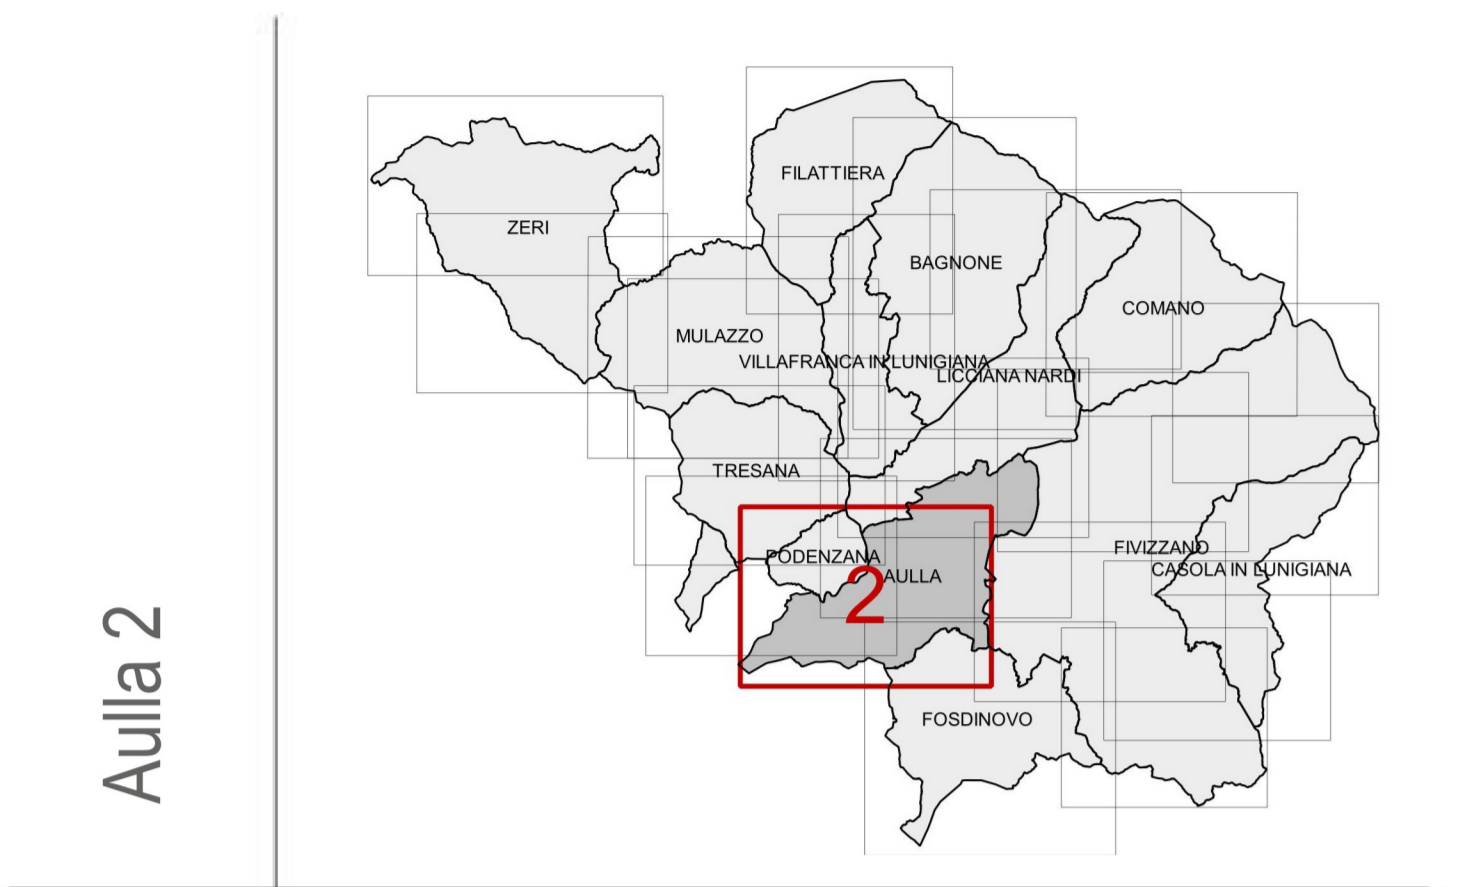 Aulla 2
FILATTIERA
ZERI
BAGNONE
COMANO
MULAZZO
VILLAFRANCA IN LUNIGIANA
LICCIANA NARDI
TRESANA
FIVIZZANO
PODENZANA
CASOLA IN LUNIGIANA
AULLA
2
FOSDINOVO